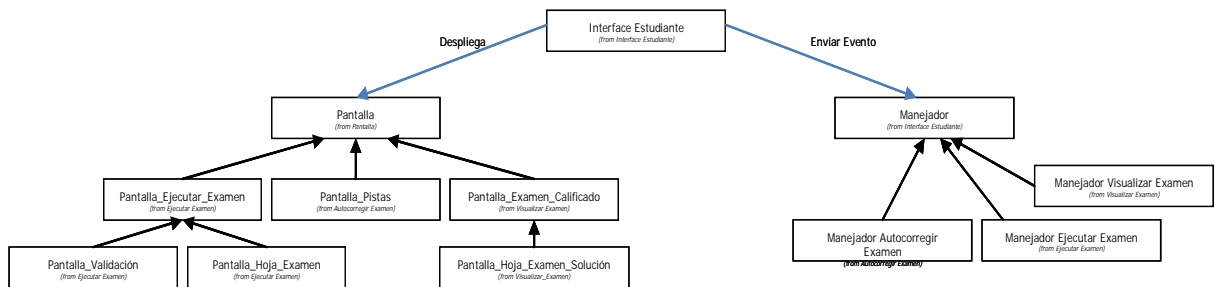 Interface Estudiante
(from Interface Estudiante)
Despliega
Enviar Evento
Pantalla
(from Pantalla)
Manejador
(from Interface Estudiante)
Pantalla_Ejecutar_Examen
(from Ejecutar Examen)
Pantalla_Pistas
(from Autocorregir Examen)
Pantalla_Examen_Calificado
(from Visualizar Examen)
Manejador Visualizar Examen
(from Visualizar Examen)
Manejador Autocorregir
Examen
(from Autocorregir Examen)
Manejador Ejecutar Examen
(from Ejecutar Examen)
Pantalla_Validación
(from Ejecutar Examen)
Pantalla_Hoja_Examen
(from Ejecutar Examen)
Pantalla_Hoja_Examen_Solución
(from Visualizar_Examen)